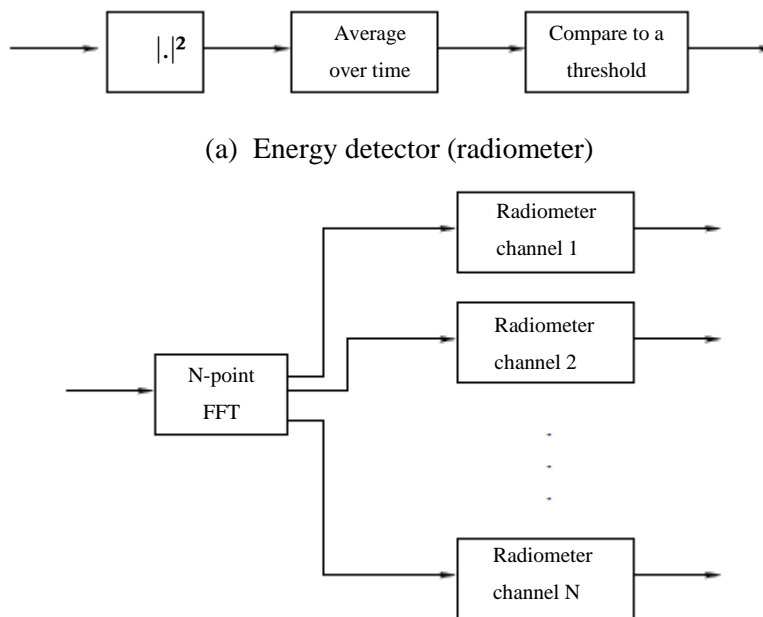 |.|²
Average
over time
Compare to a
threshold
(a) Energy detector (radiometer)
Radiometer
channel 1
Radiometer
channel 2
N-point
FFT
Radiometer
channel N